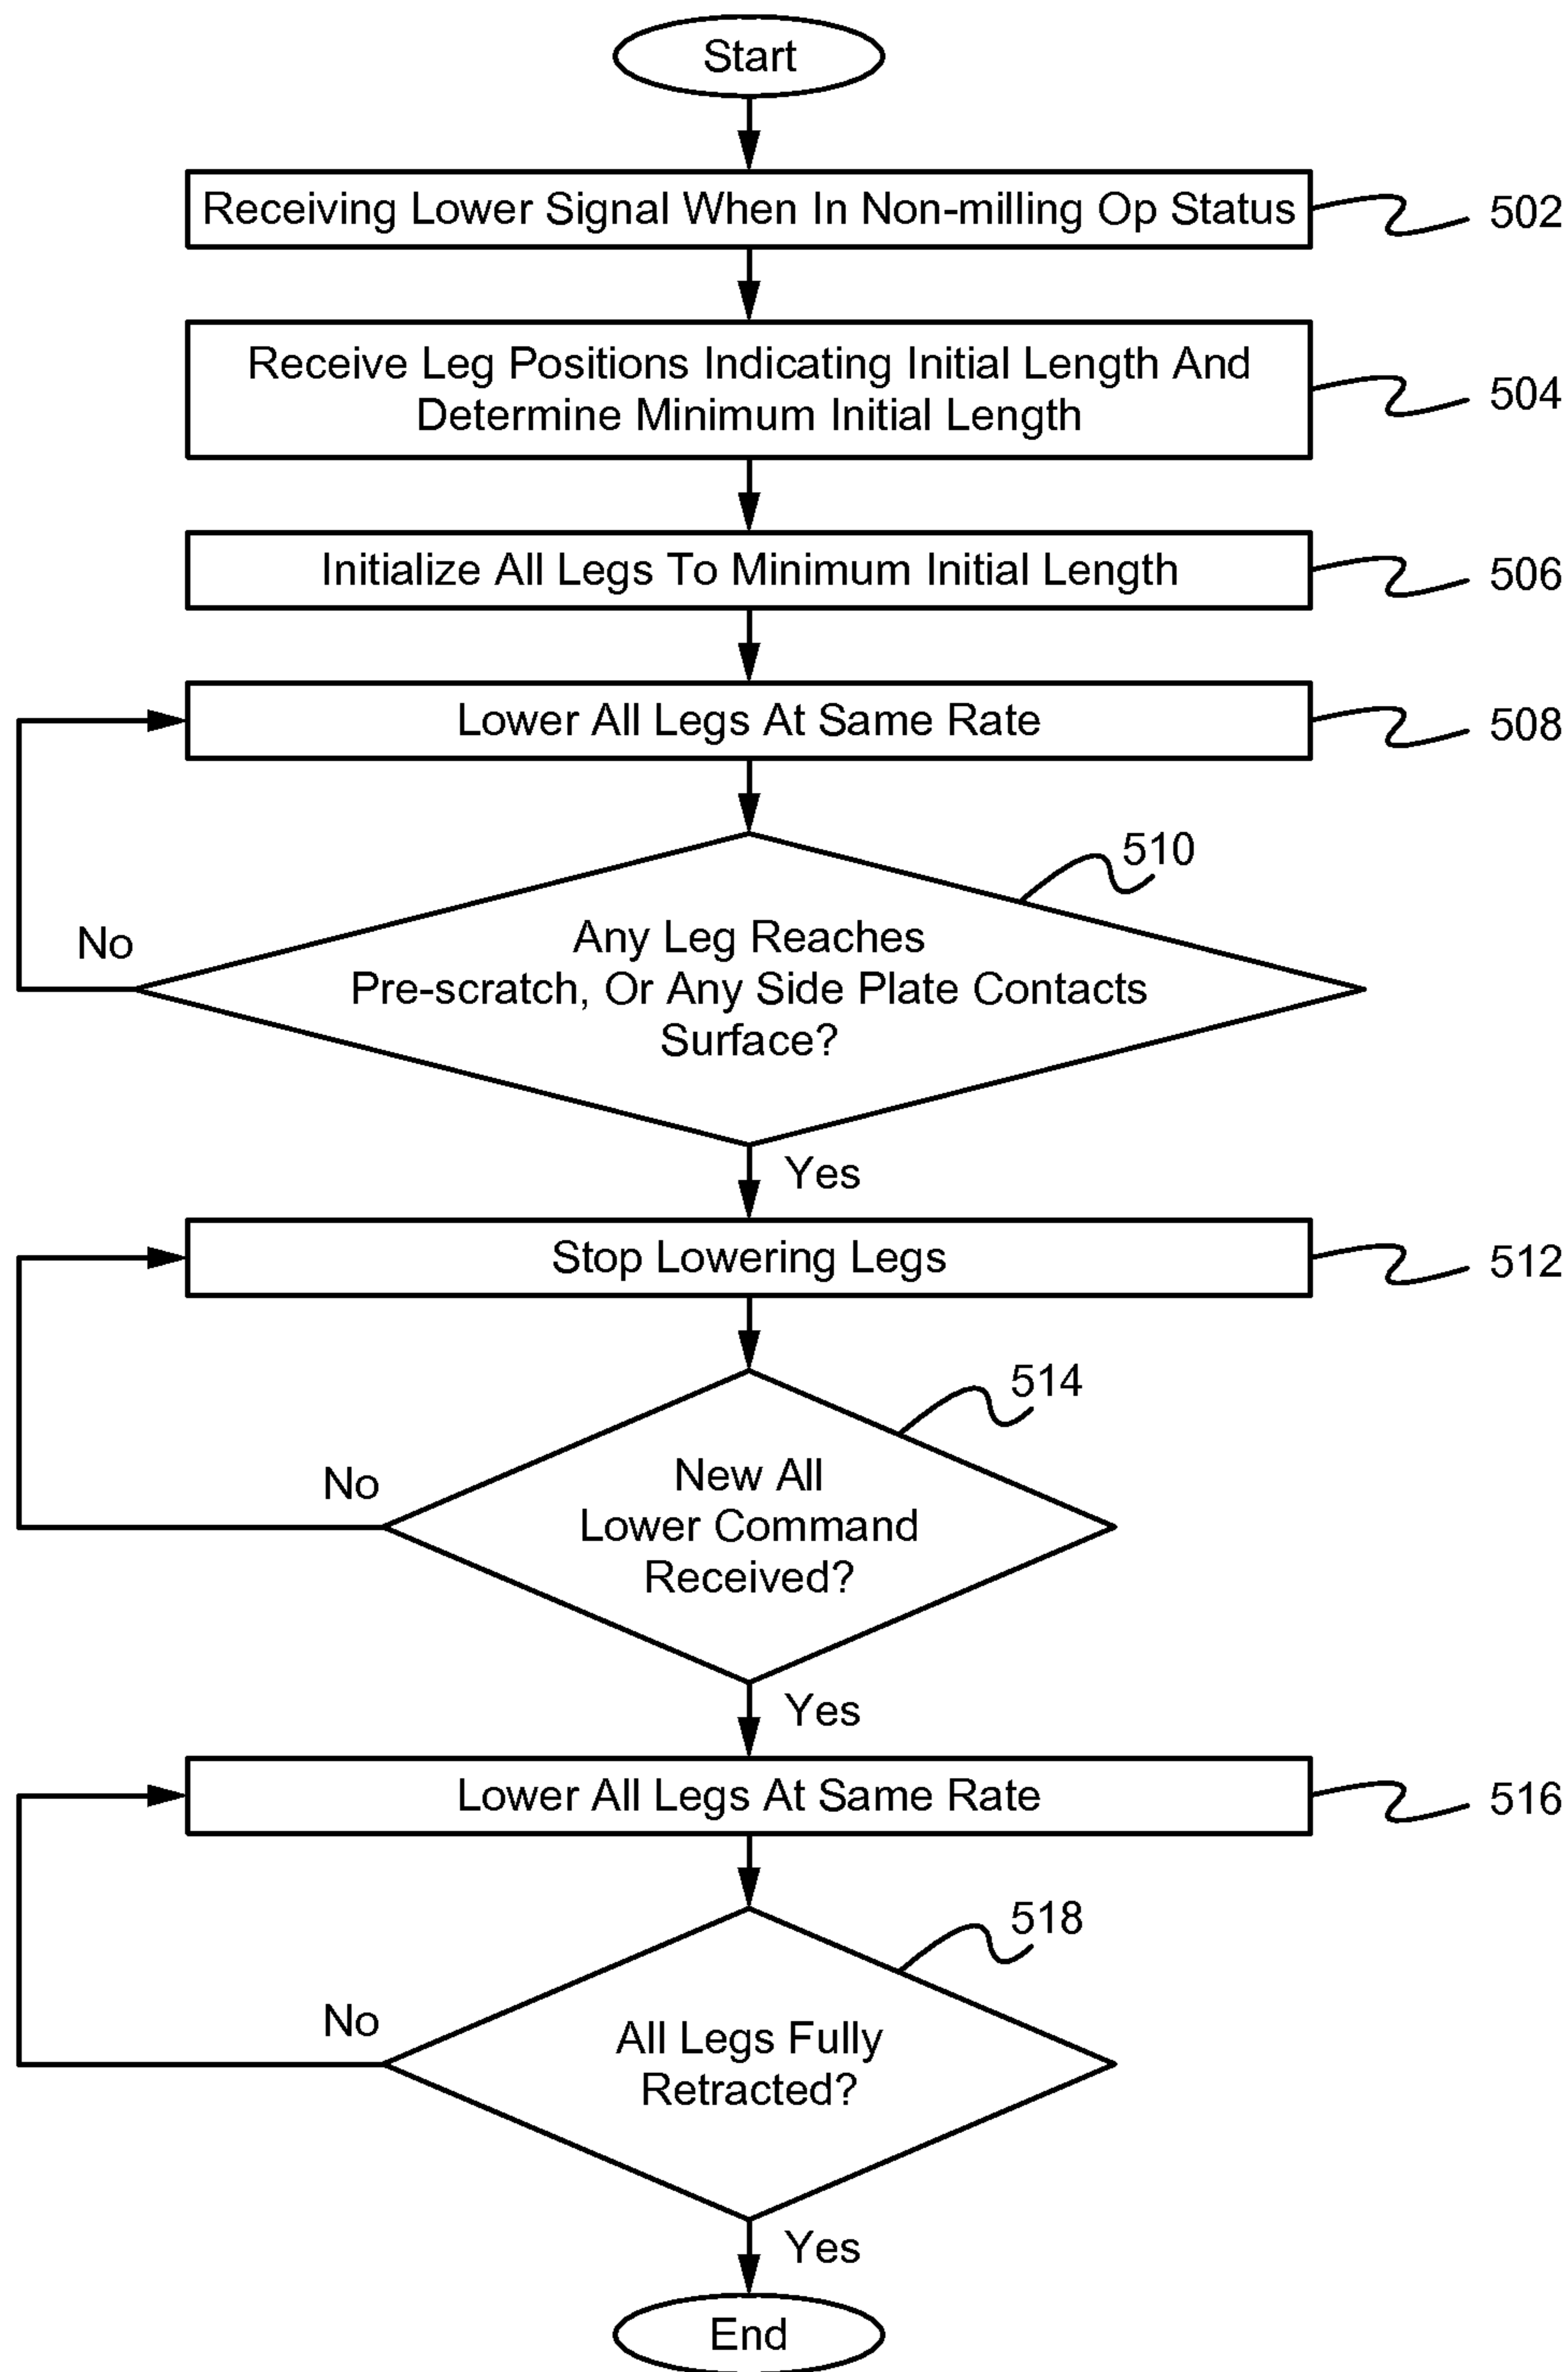 Start
Receiving Lower Signal When In Non-milling Op Status
502
Receive Leg Positions Indicating Initial Length And
Determine Minimum Initial Length
504
Initialize All Legs To Minimum Initial Length
506
Lower All Legs At Same Rate
508
510
No
Any Leg Reaches
Pre-scratch, Or Any Side Plate Contacts
Surface?
Yes
Stop Lowering Legs
512
514
No
New All
Lower Command
Received?
Yes
Lower All Legs At Same Rate
516
518
No
All Legs Fully
Retracted?
Yes
End